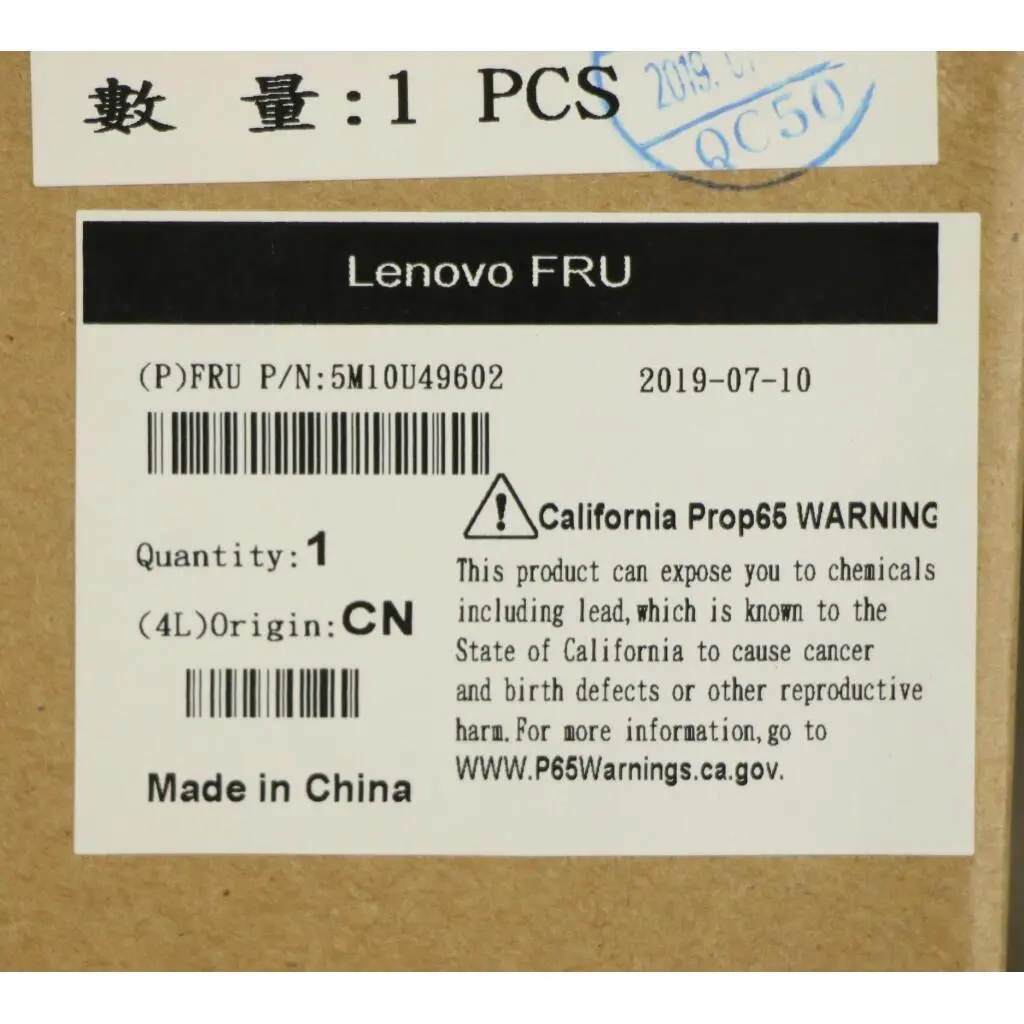 數 量:1 PCS
2019.
QC50
Lenovo FRU
(P)FRU P/N:5M10U49602
2019-07-10
California Prop65 WARNING
Quantity:1
This product can expose you to chemicals
including lead,which is known to the
(4L)Origin:CN
State of California to cause cancer
and birth defects or other reproductive
harm.For more information,go to
WWW.P65Warnings.ca.gov.
Made in China